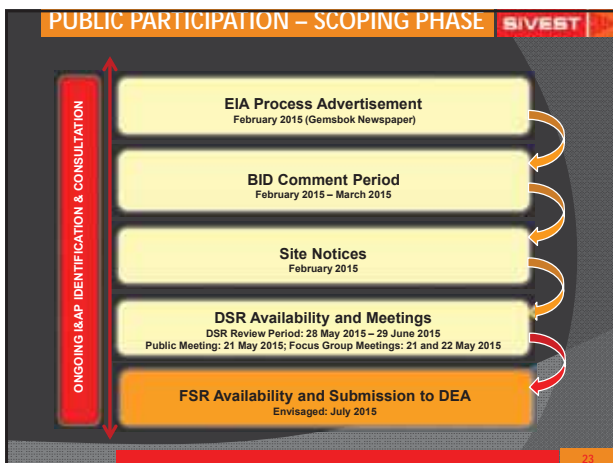 PUBLIC PARTICIPATION – SCOPING PHASE
SIVEST
ONGOING I&AP IDENTIFICATION & CONSULTATION
EIA Process Advertisement
February 2015 (Gemsbok Newspaper)
BID Comment Period
February 2015 – March 2015
Site Notices
February 2015
DSR Availability and Meetings
DSR Review Period: 28 May 2015 – 29 June 2015
Public Meeting: 21 May 2015; Focus Group Meetings: 21 and 22 May 2015
FSR Availability and Submission to DEA
Envisaged: July 2015
23